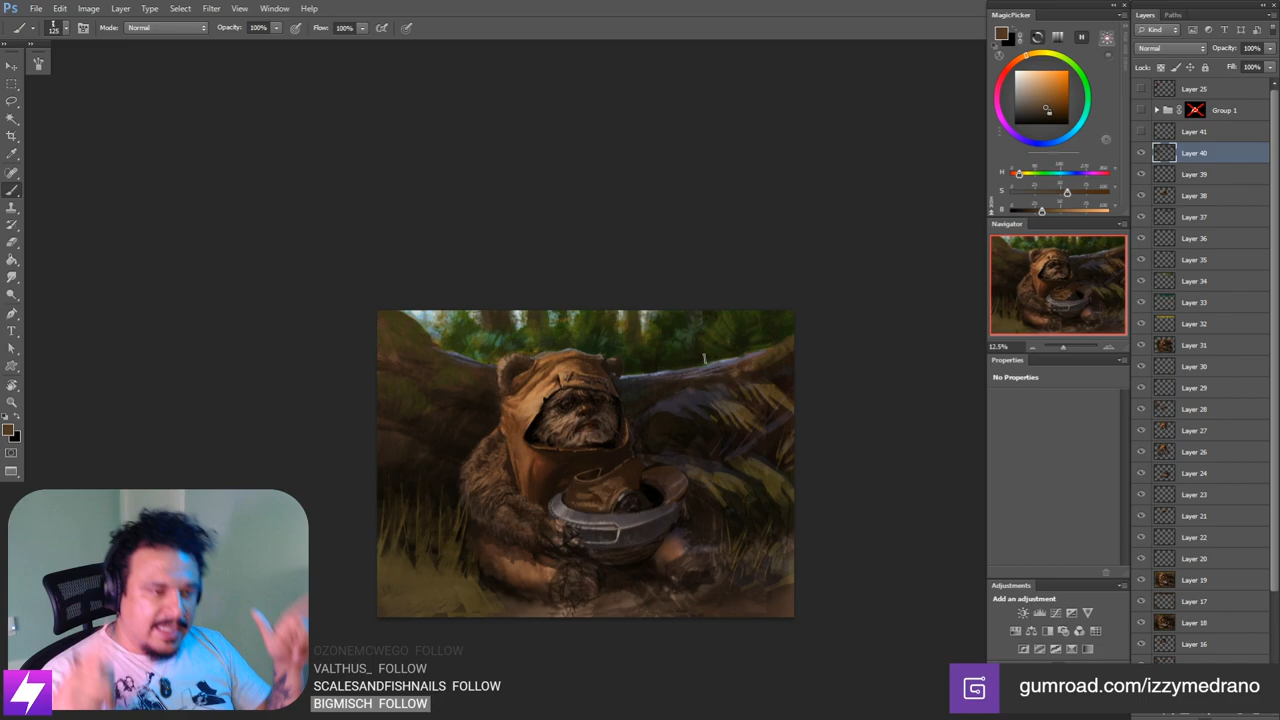 Ps File Edit Image Layer Type Select Filter 3D View Window Help
125 Mode: Normal Opacity: 100% Flow: 100%
MagicPicker
H
H
S
B
Navigator
12.5%
Properties
No Properties
Adjustments
Add an adjustment
Layers Paths
Kind
Normal Opacity: 100%
Lock: Fill: 100%
Layer 25
Group 1
Layer 41
Layer 40
Layer 39
Layer 38
Layer 37
Layer 36
Layer 35
Layer 34
Layer 33
Layer 32
Layer 31
Layer 30
Layer 29
Layer 28
Layer 27
Layer 26
Layer 24
Layer 23
Layer 21
Layer 22
Layer 20
Layer 19
Layer 17
Layer 18
Layer 16
OZONEMCWEGO FOLLOW
VALTHUS_ FOLLOW
SCALESANDFISHNAILS FOLLOW
BIGMISCH FOLLOW
gumroad.com/izzymedrano